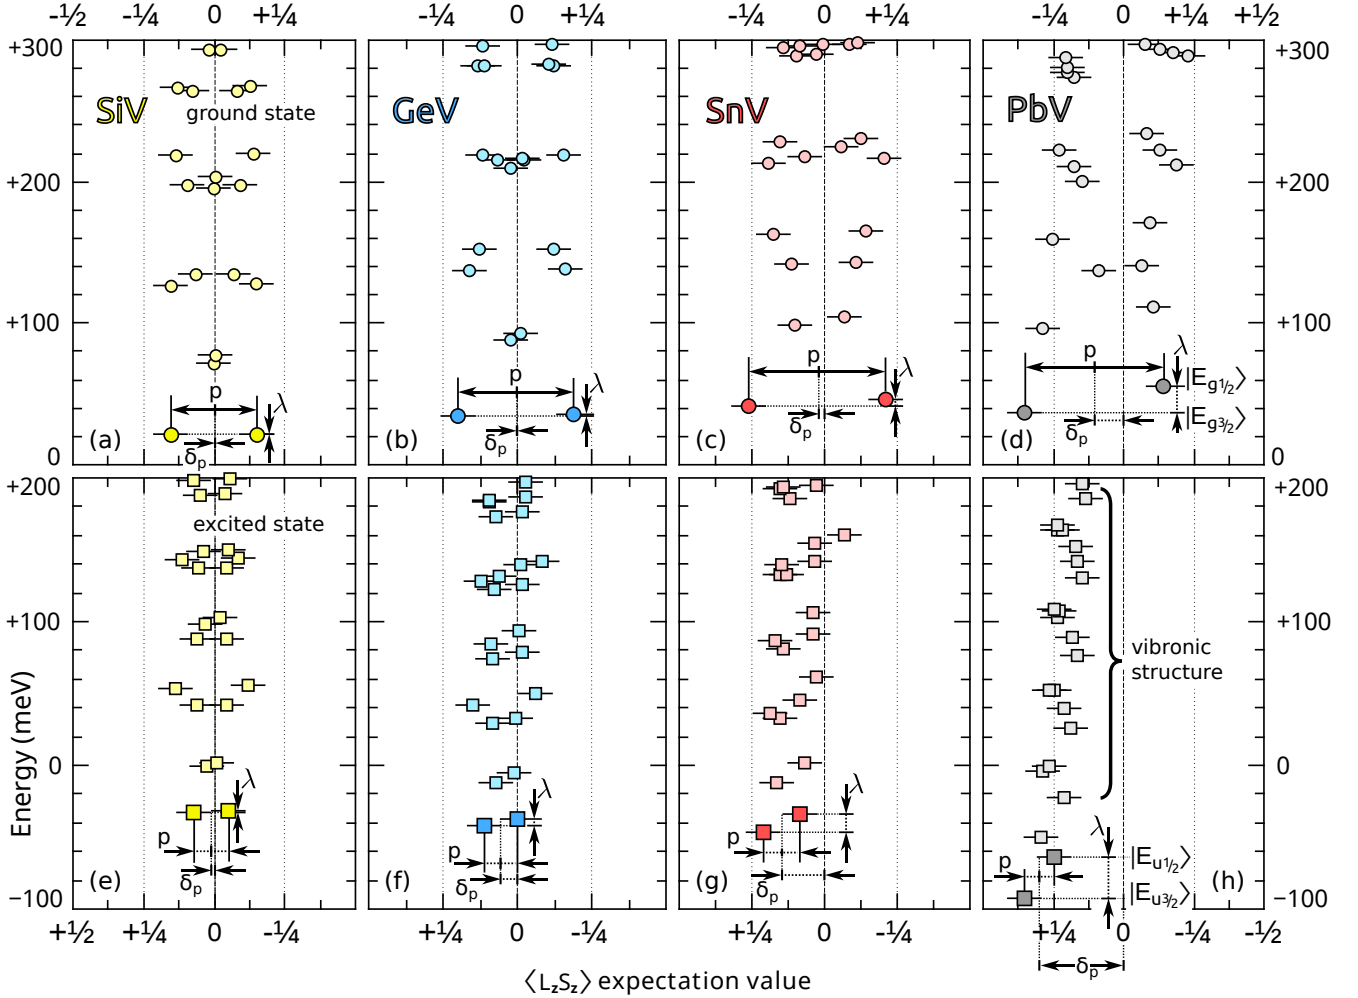 -¼ 0 +¼ -¼ 0 +¼ -¼ 0 +¼ -¼ 0 +¼ +½
-½
+300 +300
SiV GeV SnV PbV
ground state
+200 +200
+100 +100
p p p p λ
λ λ λ |Eg1/2⟩
|Eg3/2⟩
(a) δp (b) δp (c) δp (d) δp
0 0
+200 +200
excited state
+100 +100
vibronic
structure
Energy (meV)
0 0
λ λ λ λ
p p p p |Eu1/2⟩
(e) δp (f) δp (g) δp |Eu3/2⟩ (h)
−100 −100
+½ +¼ 0 -¼ +¼ 0 -¼ +¼ 0 -¼ +¼ 0 -¼ -½
δp
⟨LzSz⟩ expectation value